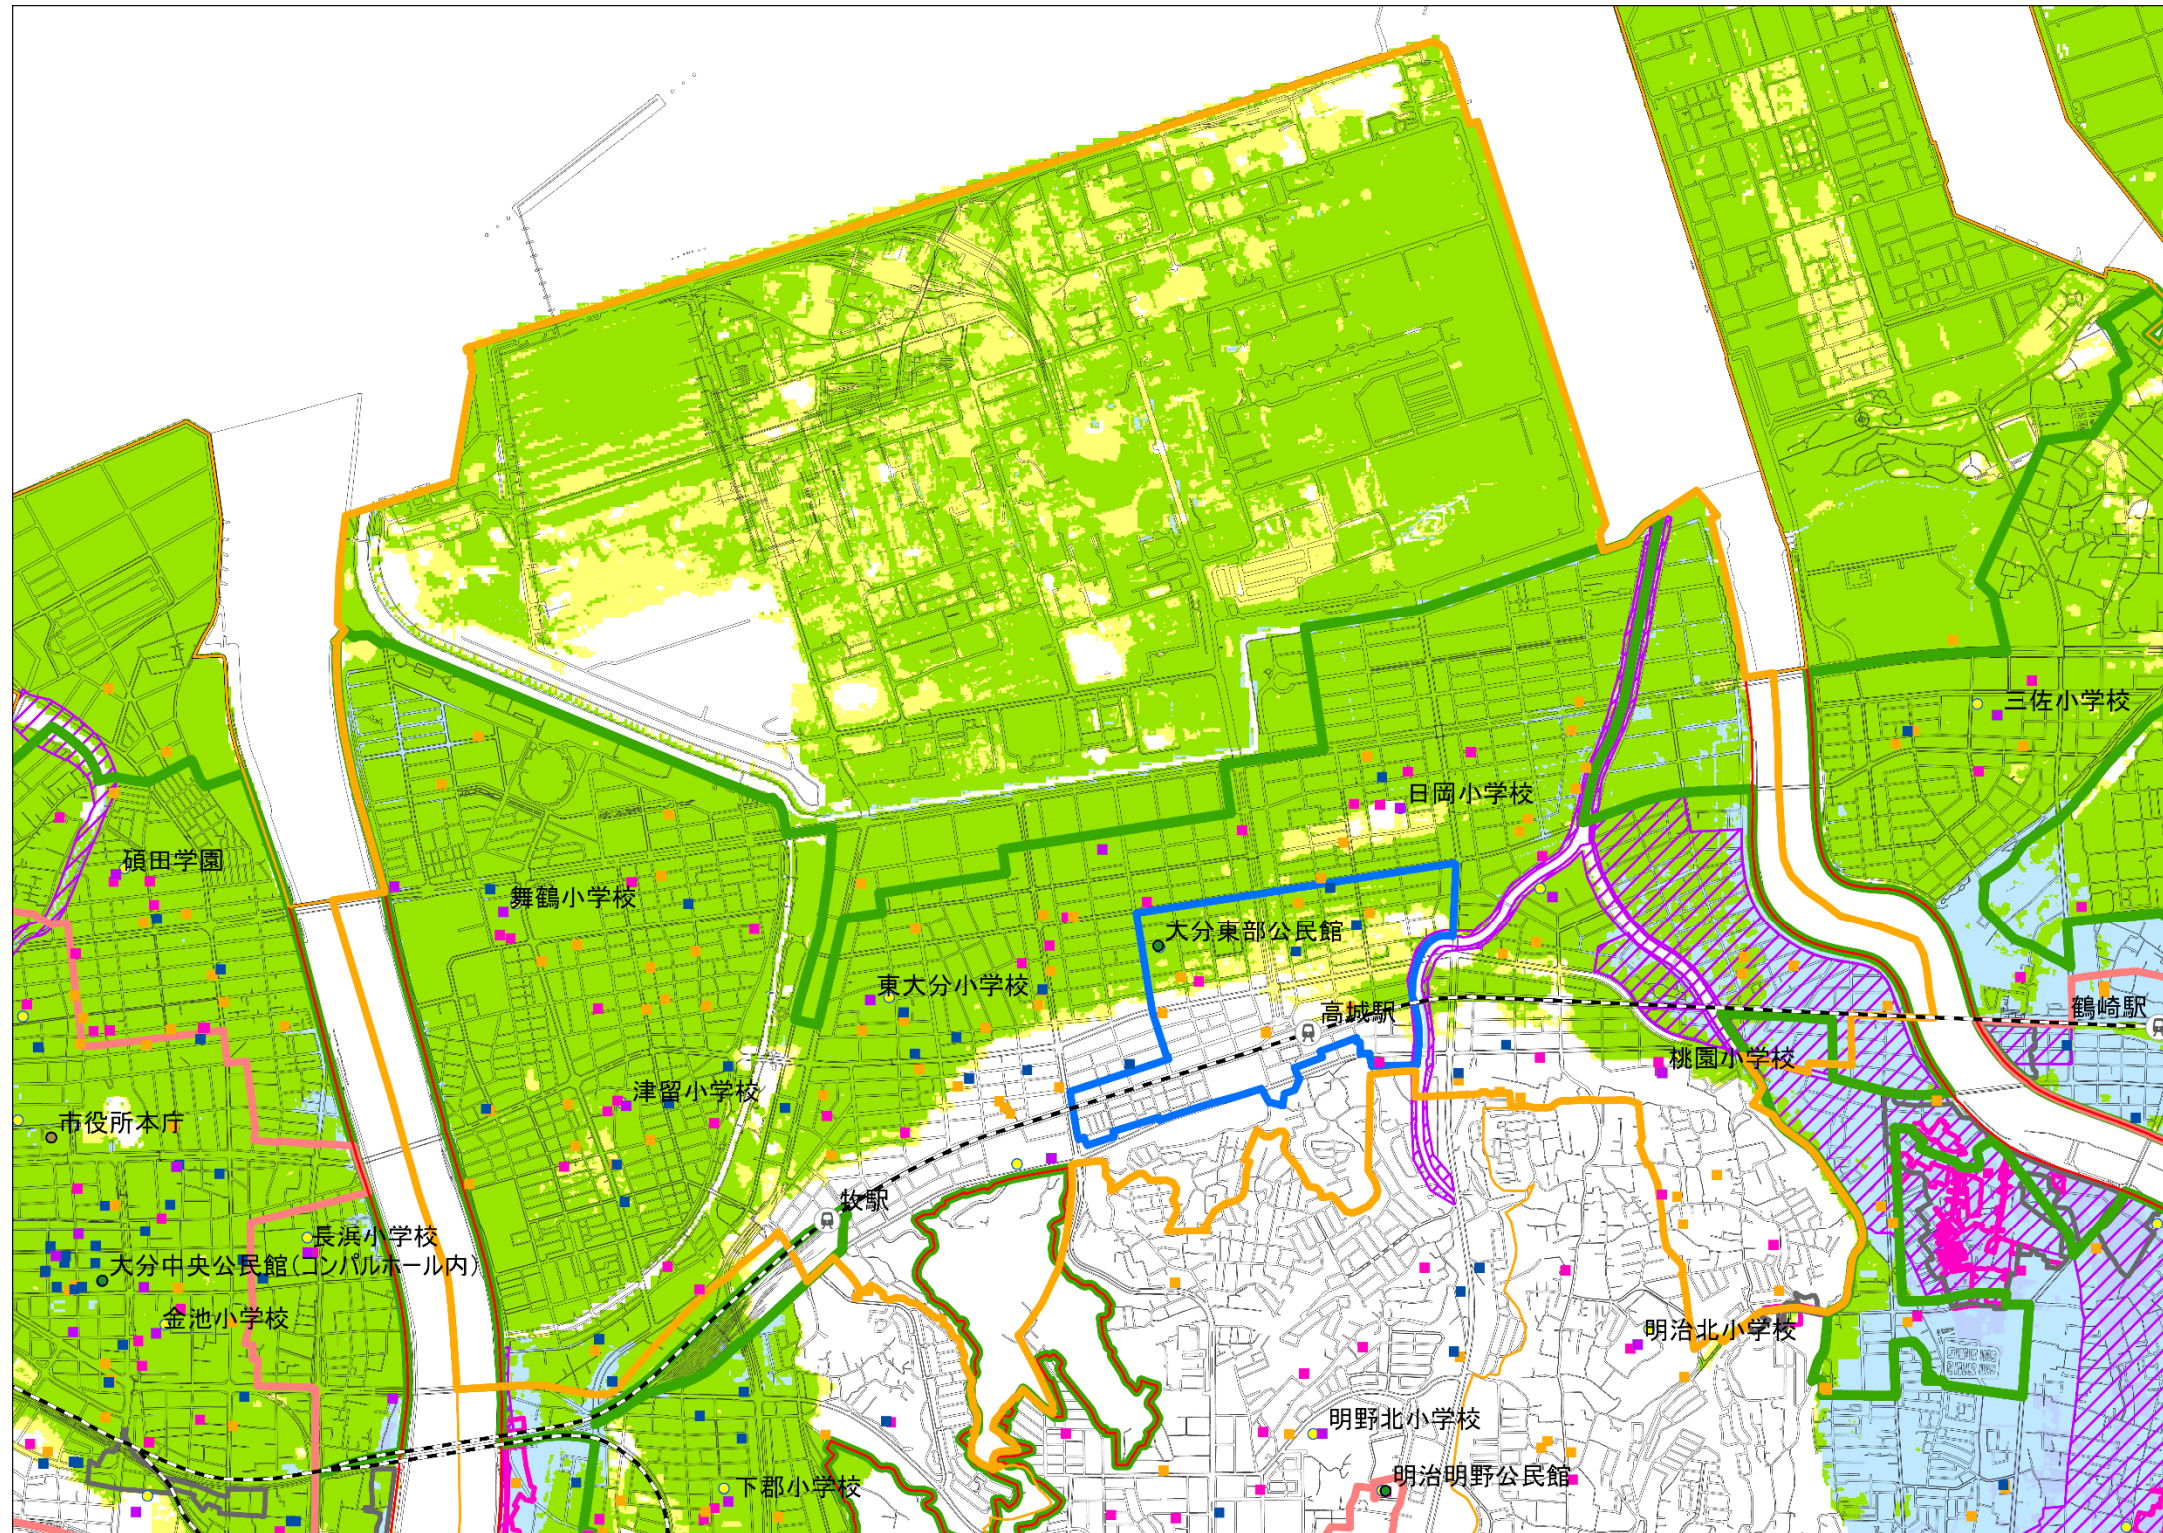 三佐小学校
日岡小学校
碩田学園
舞鶴小学校
大分東部公民館
東大分小学校
鶴崎駅
高城駅
桃園小学校
津留小学校
市役所本庁
牧駅
長浜小学校
大分中央公民館(コンパルホール内)
金池小学校
明治北小学校
明野北小学校
明治明野公民館
下郡小学校